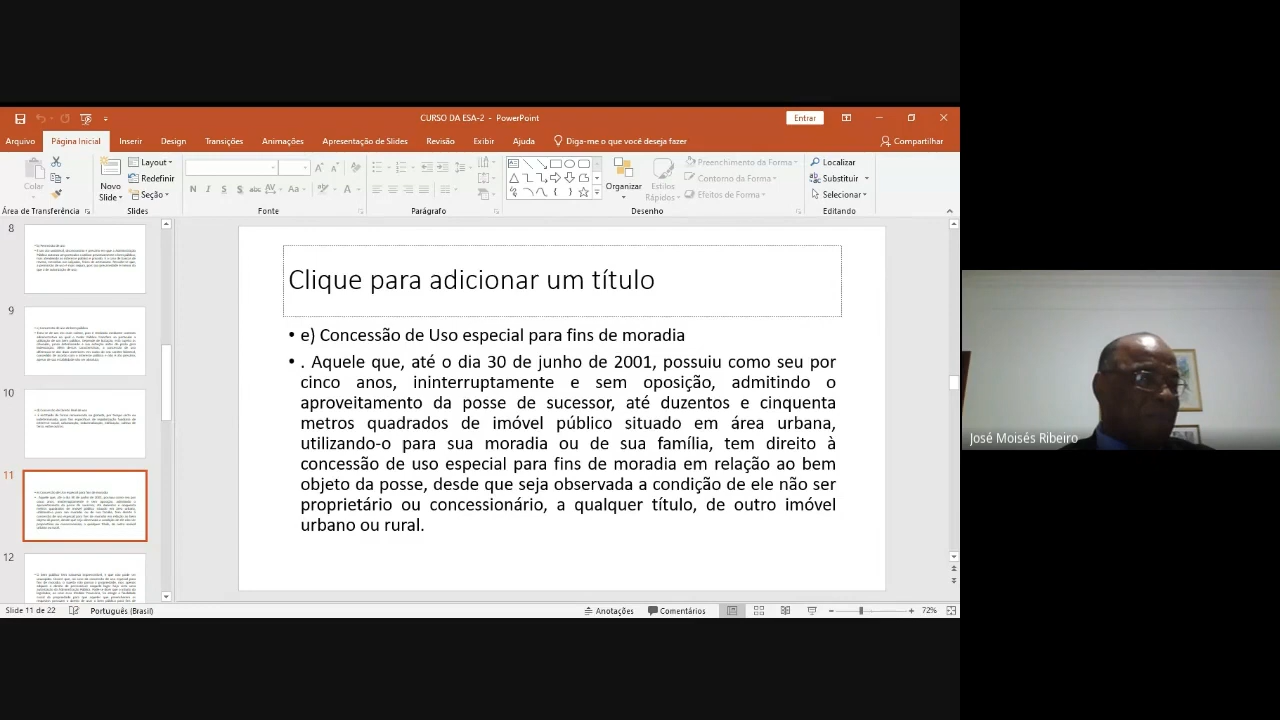 CURSO DA ESA-2 - PowerPoint
Entrar
Arquivo
Página Inicial
Inserir
Design
Transições
Animações
Apresentação de Slides
Revisão
Exibir
Ajuda
Diga-me o que você deseja fazer
Compartilhar
Colar
Novo
Slide
Layout
Redefinir
Seção
N I S S abc AV Aa A
Organizar
Estilos
Rápidos
Preenchimento da Forma
Contorno da Forma
Efeitos de Forma
Localizar
Substituir
Selecionar
Área de Transferência
Slides
Fonte
Parágrafo
Desenho
Editando
8
9
10
11
12
Clique para adicionar um título
• e) Concessão de Uso especial para fins de moradia
• . Aquele que, até o dia 30 de junho de 2001, possuiu como seu por
cinco anos, ininterruptamente e sem oposição, admitindo o
aproveitamento da posse de sucessor, até duzentos e cinquenta
metros quadrados de imóvel público situado em área urbana,
utilizando-o para sua moradia ou de sua família, tem direito à
concessão de uso especial para fins de moradia em relação ao bem
objeto da posse, desde que seja observada a condição de ele não ser
proprietário ou concessionário, a qualquer título, de outro imóvel
urbano ou rural.
José Moisés Ribeiro
Slide 11 de 22
Português (Brasil)
Anotações
Comentários
72%